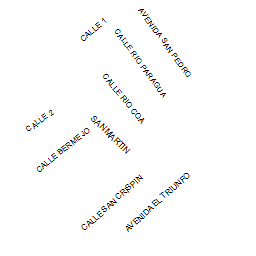 AVENIDA SAN PEDRO
CALLE 1
CALLE RIO PARAGUA
CALLE RIO COA
CALLE 2
SAN MARTIN
CALLE BERMEJO
CALLE SAN CRISPIN
AVENIDA EL TRIUNFO